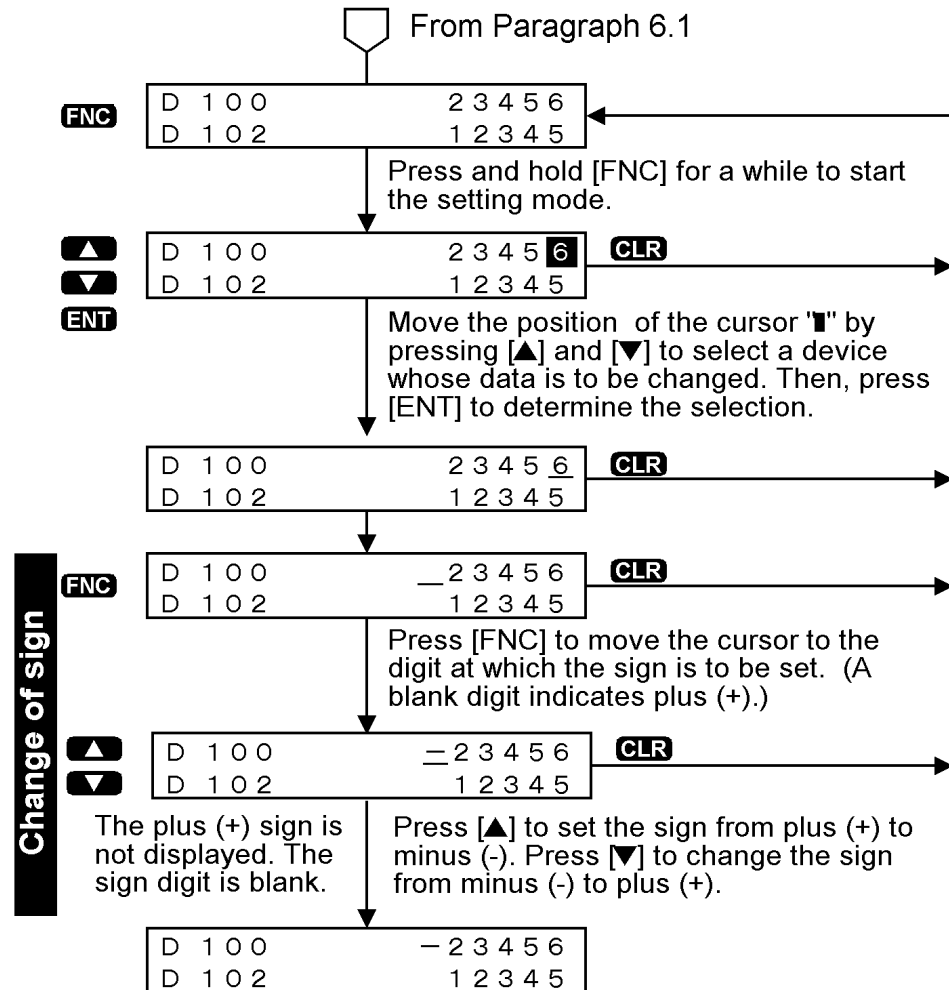 From Paragraph 6.1
FNC
D 100 23456
D 102 12345
Press and hold [FNC] for a while to start
the setting mode.
▲
▼
ENT
D 100 23456
D 102 12345
CLR
Move the position of the cursor "▮" by
pressing [▲] and [▼] to select a device
whose data is to be changed. Then, press
[ENT] to determine the selection.
D 100 23456
D 102 12345
CLR
Change of sign
FNC
D 100 _23456
D 102 12345
CLR
Press [FNC] to move the cursor to the
digit at which the sign is to be set. (A
blank digit indicates plus (+).)
▲
▼
D 100 -23456
D 102 12345
CLR
The plus (+) sign is
not displayed. The
sign digit is blank.
Press [▲] to set the sign from plus (+) to
minus (-). Press [▼] to change the sign
from minus (-) to plus (+).
D 100 -23456
D 102 12345